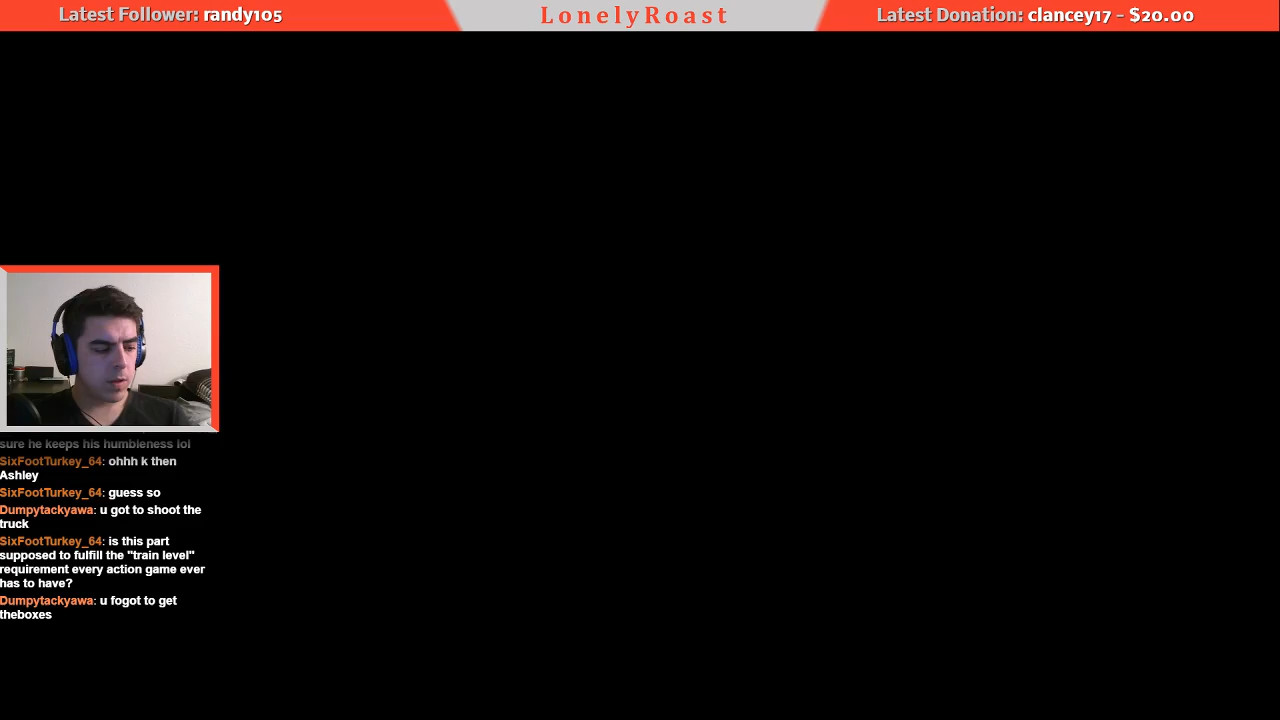 Latest Follower: randy105
LonelyRoast
Latest Donation: clancey17 - $20.00
sure he keeps his humbleness lol
SixFootTurkey_64: ohhh k then
Ashley
SixFootTurkey_64: guess so
Dumpytackyawa: u got to shoot the
truck
SixFootTurkey_64: is this part
supposed to fulfill the "train level"
requirement every action game ever
has to have?
Dumpytackyawa: u fogot to get
theboxes